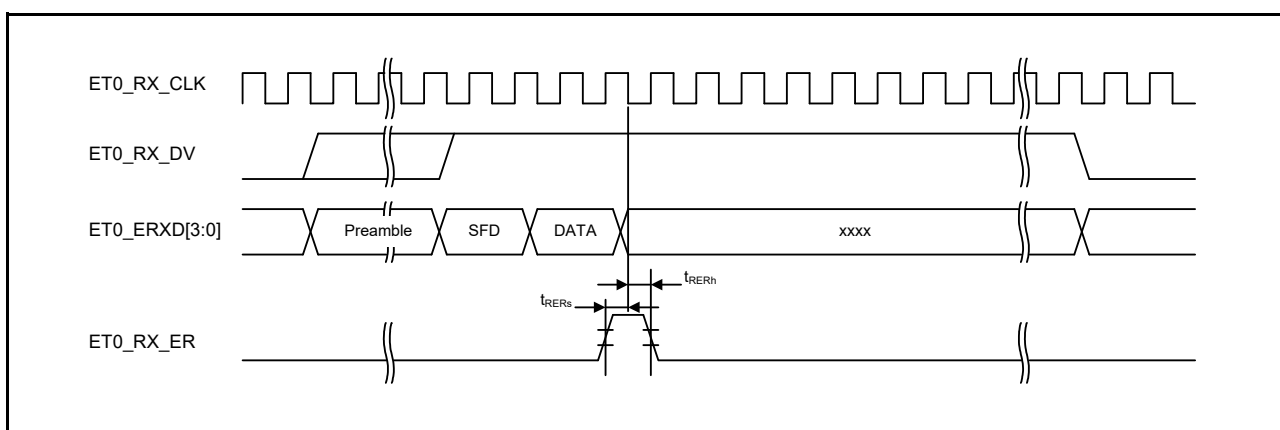 ET0_RX_CLK
ET0_RX_DV
ET0_ERXD[3:0]
Preamble
SFD
DATA
xxxx
tRERh
tRERs
ET0_RX_ER